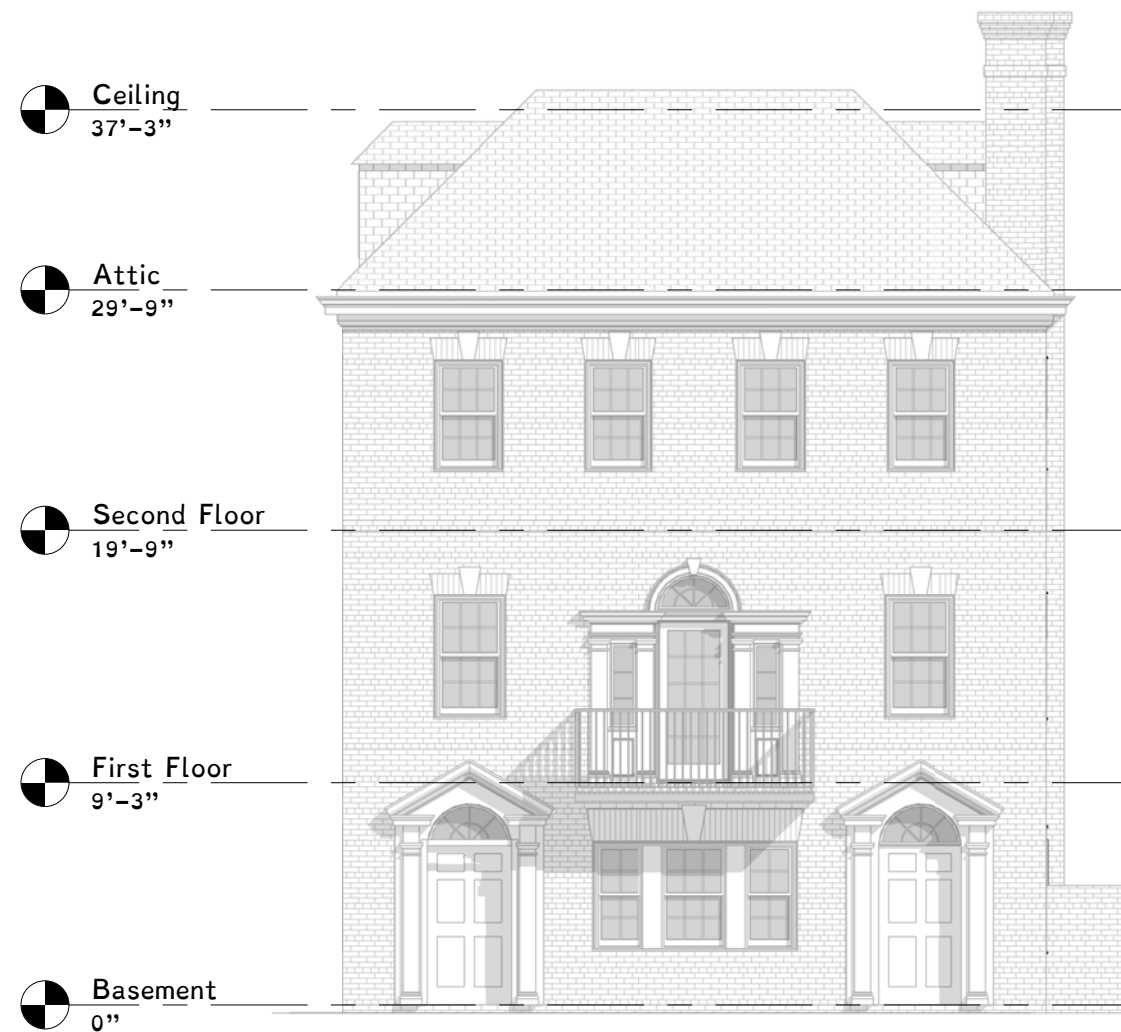 Ceiling
37’–3”
Attic
29’–9”
Second Floor
19’–9”
First Floor
9’–3”
Basement
0”